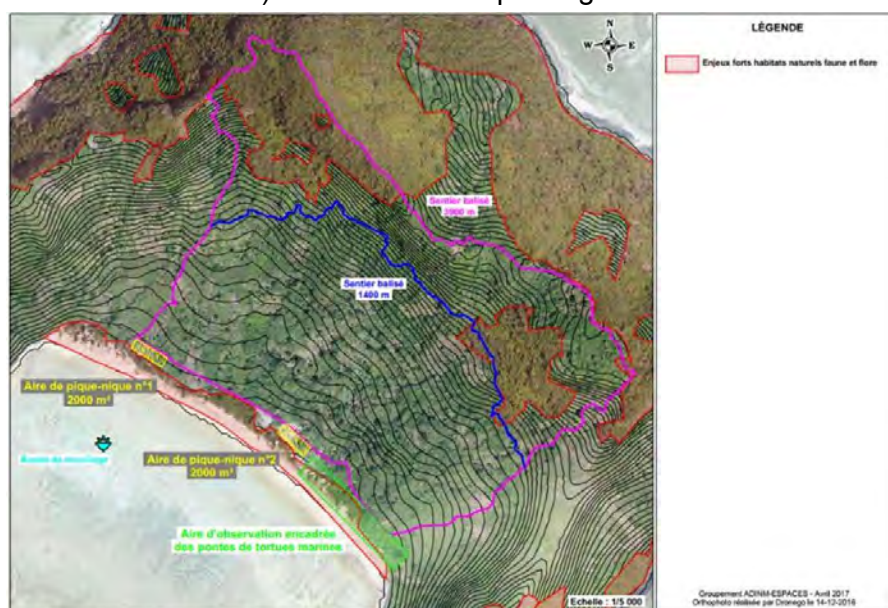 LÉGENDE
Enjeux forts habitats naturels faune et flore
N
W E
S
Sentier balisé
Sentier balisé
1400 m
Aire de pique-nique n°1
2000 m²
Aire de pique-nique n°2
2000 m²
Aire d'observation encadrée
des pontes de tortues marines
Echelle : 1/5 000
Groupement ADINM-ESPACES - Avril 2017
Orthophoto réalisée par Dronego le 14-12-2016